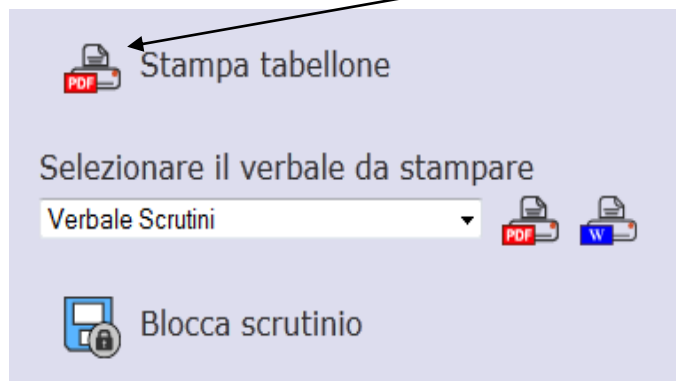 PDF Stampa tabellone
Selezionare il verbale da stampare
Verbale Scrutini PDF W
Blocca scrutinio